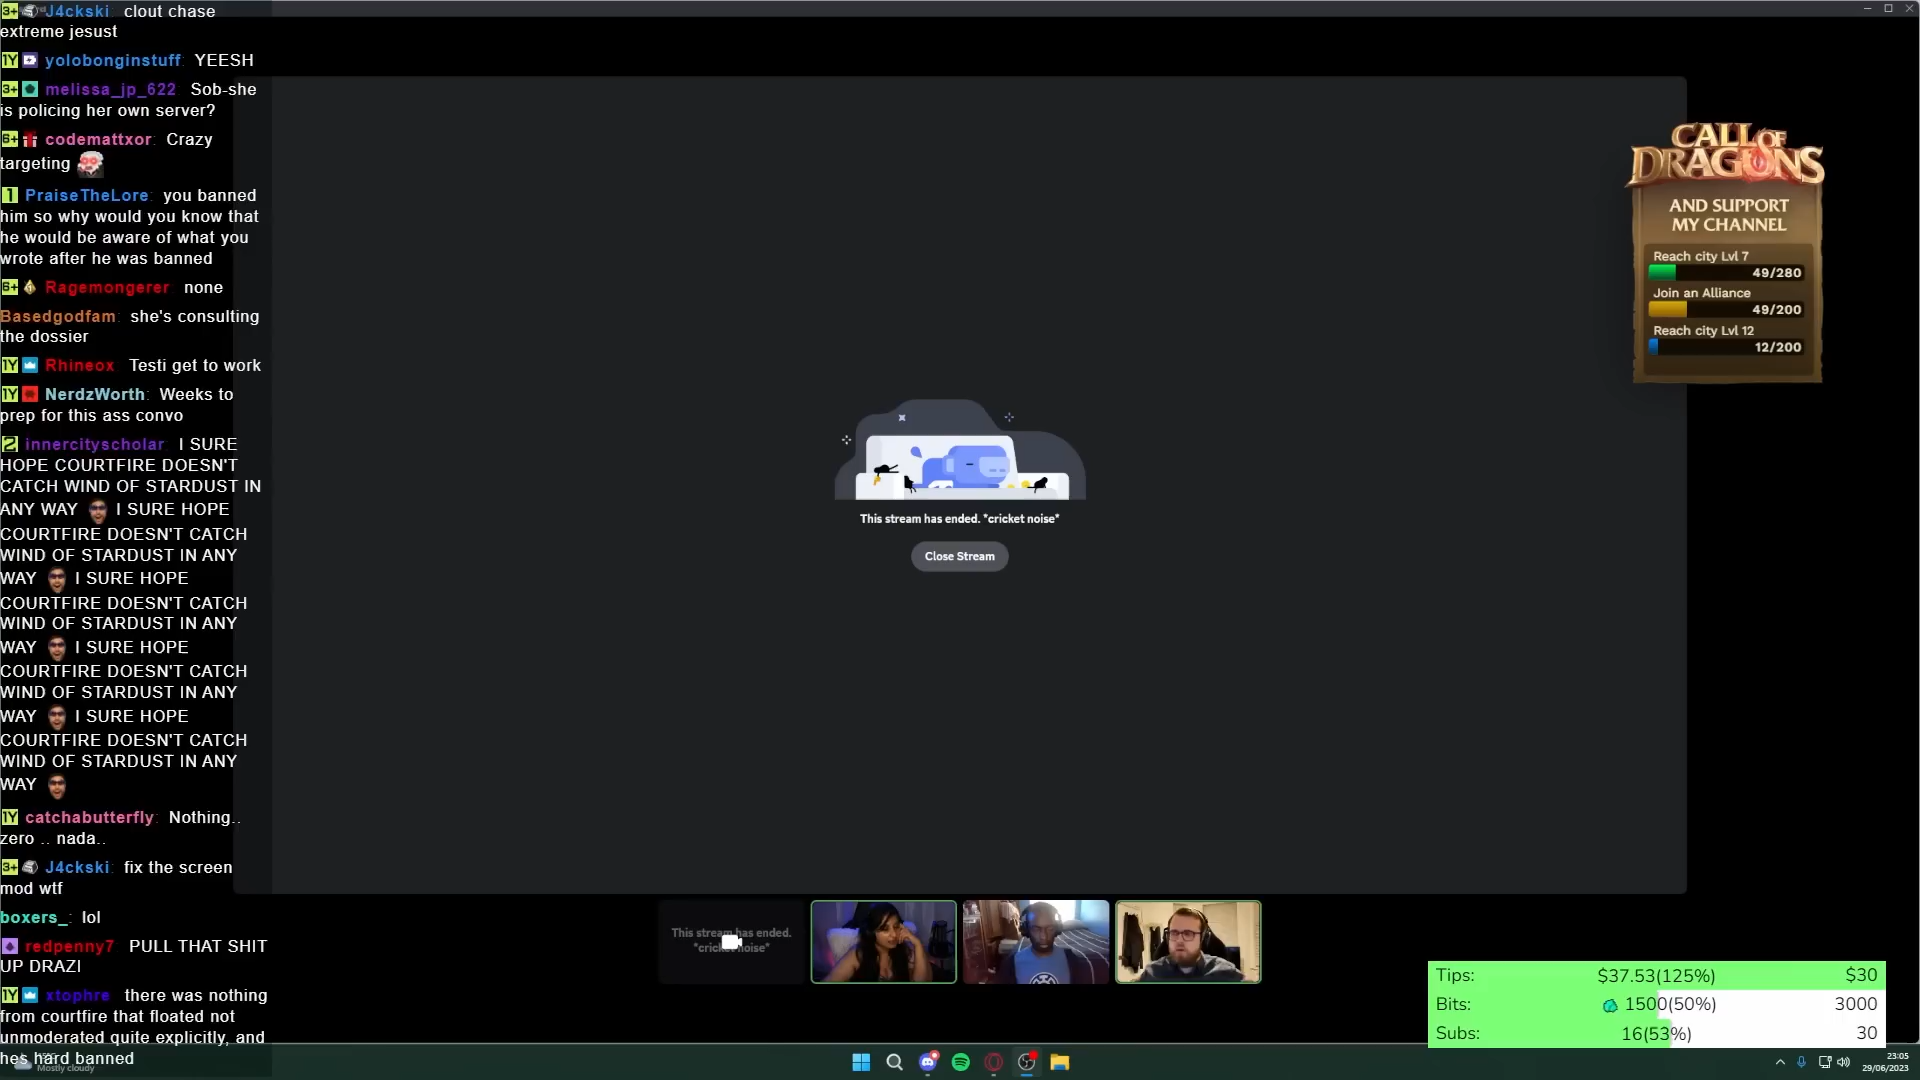 J4ckski: clout chase
extreme jesust
yolobonginstuff: YEESH
melissa_jp_622 Sob-she
is policing her own server?
codemattxor: Crazy
targeting
PraiseTheLore: you banned
him so why would you know that
he would be aware of what you
wrote after he was banned
Ragemongerer none
Basedgodfam: she's consulting
the dossier
Rhineox Testi get to work
NerdzWorth: Weeks to
prep for this ass convo
innercityscholar I SURE
HOPE COURTFIRE DOESN'T
CATCH WIND OF STARDUST IN
ANY WAY I SURE HOPE
COURTFIRE DOESN'T CATCH
WIND OF STARDUST IN ANY
WAY I SURE HOPE
COURTFIRE DOESN'T CATCH
WIND OF STARDUST IN ANY
WAY I SURE HOPE
COURTFIRE DOESN'T CATCH
WIND OF STARDUST IN ANY
WAY I SURE HOPE
COURTFIRE DOESN'T CATCH
WIND OF STARDUST IN ANY
WAY
catchabutterfly: Nothing..
zero .. nada..
J4ckski: fix the screen
mod wtf
boxers_: lol
redpenny7 PULL THAT SHIT
UP DRAZI
xtophre there was nothing
from courtfire that floated not
unmoderated quite explicitly, and
hes hard banned
Mostly cloudy
This stream has ended. *cricket noise*
Close Stream
This stream has ended.
*cricket noise*
CALL OF
DRAGONS
AND SUPPORT
MY CHANNEL
Reach city Lvl 7
49/280
Join an Alliance
49/200
Reach city Lvl 12
12/200
Tips: $37.53(125%) $30
Bits: 1500(50%) 3000
Subs: 16(53%) 30
23:05
29/06/2023